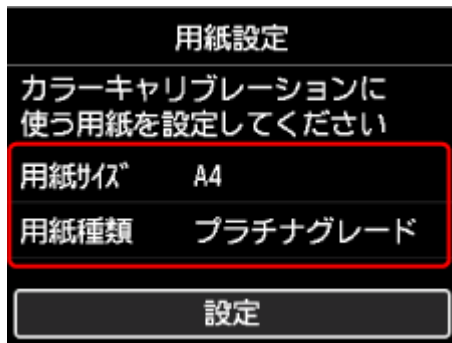 用紙設定
カラーキャリブレーションに
使う用紙を設定してください
用紙ｻｲｽﾞ A4
用紙種類 プラチナグレード
設定